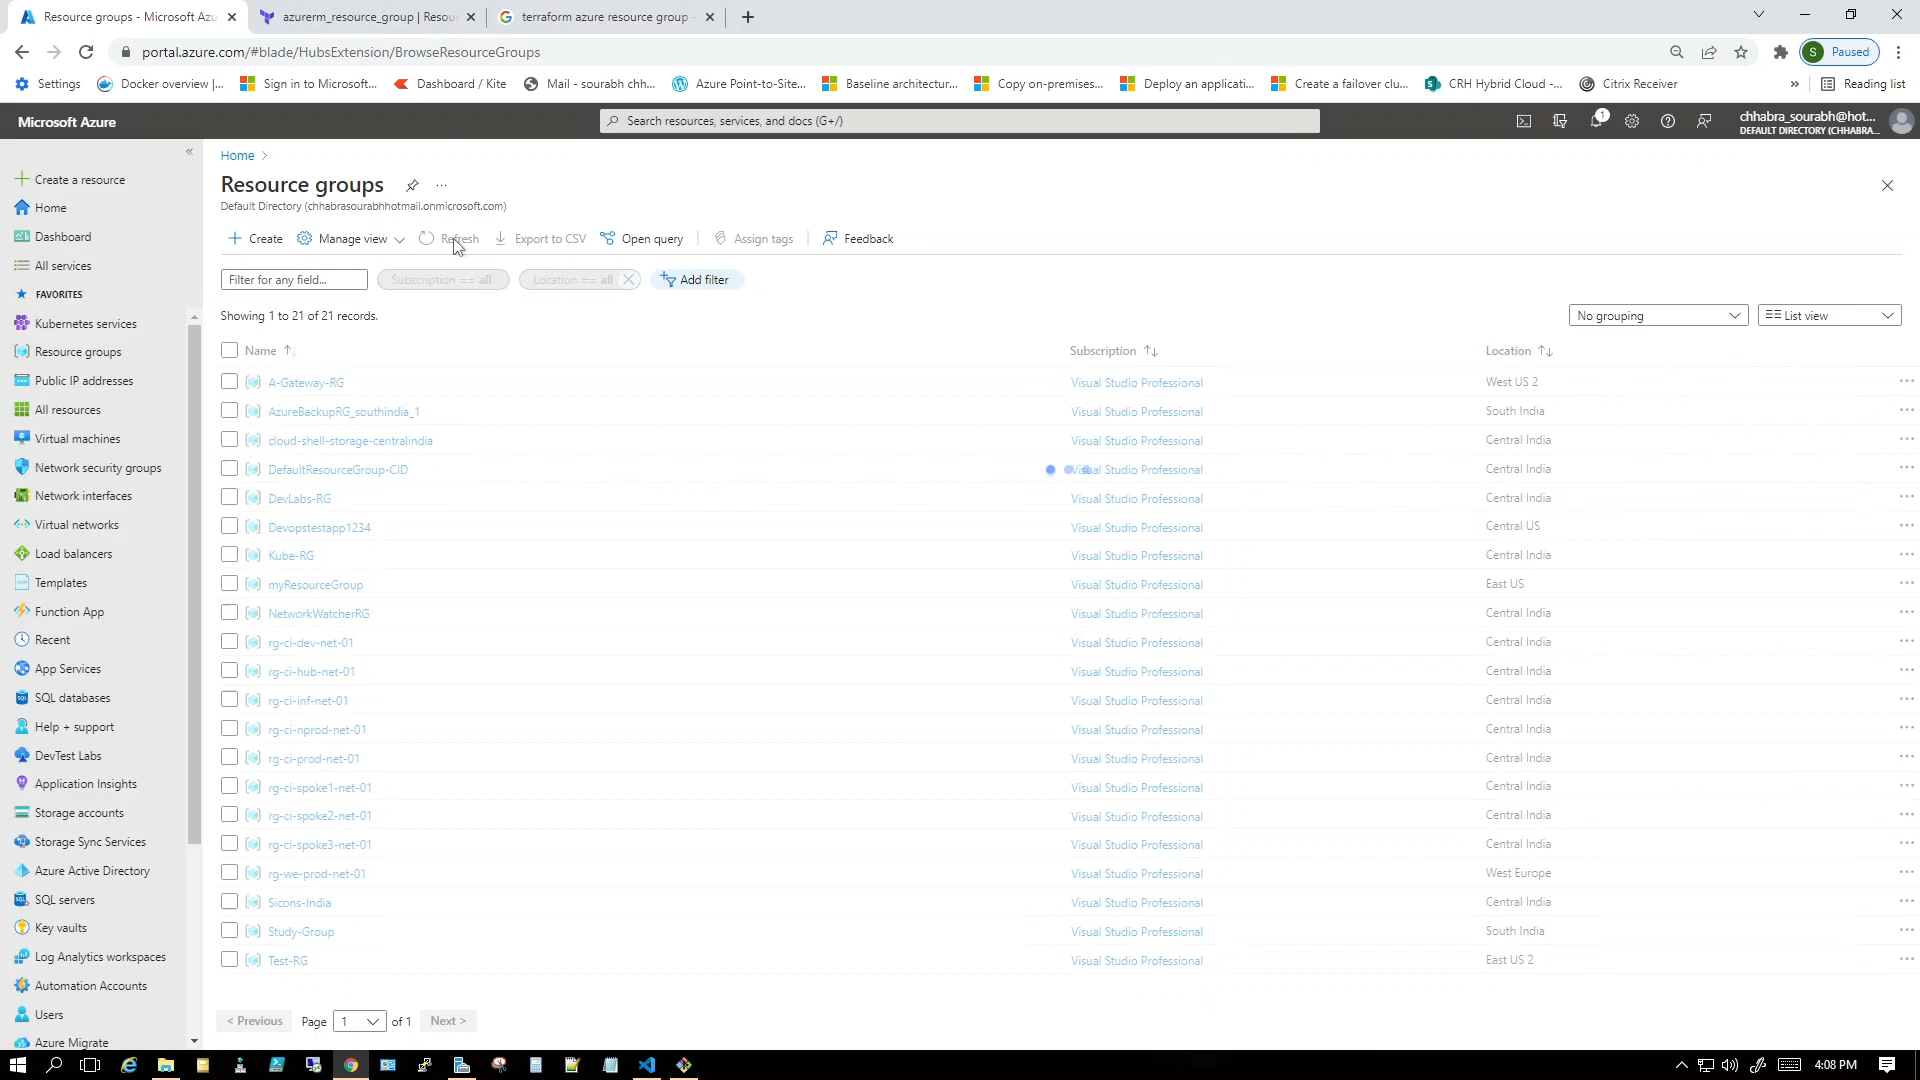 Resource groups - Microsoft Azu
azurerm_resource_group | Resou
terraform azure resource group -
portal.azure.com/#blade/HubsExtension/BrowseResourceGroups
S Paused
Settings
Docker overview |...
Sign in to Microsoft...
Dashboard / Kite
Mail - sourabh chh...
Azure Point-to-Site...
Baseline architectur...
Copy on-premises...
Deploy an applicati...
Create a failover clu...
CRH Hybrid Cloud -...
Citrix Receiver
»
Reading list
Microsoft Azure
Search resources, services, and docs (G+/)
1
chhabra_sourabh@hot...
DEFAULT DIRECTORY (CHHABRA...
«
Create a resource
Home
Dashboard
All services
FAVORITES
Kubernetes services
Resource groups
Public IP addresses
All resources
Virtual machines
Network security groups
Network interfaces
Virtual networks
Load balancers
Templates
Function App
Recent
App Services
SQL databases
Help + support
DevTest Labs
Application Insights
Storage accounts
Storage Sync Services
Azure Active Directory
SQL servers
Key vaults
Log Analytics workspaces
Automation Accounts
Users
Azure Migrate
Home >
Resource groups ...
Default Directory (chhabrasourabhhotmail.onmicrosoft.com)
Create
Manage view
Refresh
Export to CSV
Open query
Assign tags
Feedback
Filter for any field...
Subscription == all
Location == all
Add filter
Showing 1 to 21 of 21 records.
No grouping
List view
Name Subscription Location
A-Gateway-RG Visual Studio Professional West US 2
AzureBackupRG_southindia_1 Visual Studio Professional South India
cloud-shell-storage-centralindia Visual Studio Professional Central India
DefaultResourceGroup-CID Visual Studio Professional Central India
DevLabs-RG Visual Studio Professional Central India
Devopstestapp1234 Visual Studio Professional Central US
Kube-RG Visual Studio Professional Central India
myResourceGroup Visual Studio Professional East US
NetworkWatcherRG Visual Studio Professional Central India
rg-ci-dev-net-01 Visual Studio Professional Central India
rg-ci-hub-net-01 Visual Studio Professional Central India
rg-ci-inf-net-01 Visual Studio Professional Central India
rg-ci-nprod-net-01 Visual Studio Professional Central India
rg-ci-prod-net-01 Visual Studio Professional Central India
rg-ci-spoke1-net-01 Visual Studio Professional Central India
rg-ci-spoke2-net-01 Visual Studio Professional Central India
rg-ci-spoke3-net-01 Visual Studio Professional Central India
rg-we-prod-net-01 Visual Studio Professional West Europe
Sicons-India Visual Studio Professional Central India
Study-Group Visual Studio Professional South India
Test-RG Visual Studio Professional East US 2
< Previous Page 1 of 1 Next >
4:08 PM